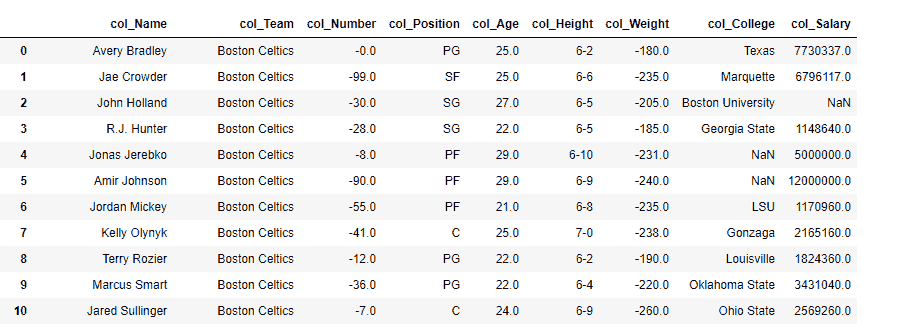 col_Name col_Team col_Number col_Position col_Age col_Height col_Weight col_College col_Salary
0 Avery Bradley Boston Celtics -0.0 PG 25.0 6-2 -180.0 Texas 7730337.0
1 Jae Crowder Boston Celtics -99.0 SF 25.0 6-6 -235.0 Marquette 6796117.0
2 John Holland Boston Celtics -30.0 SG 27.0 6-5 -205.0 Boston University NaN
3 R.J. Hunter Boston Celtics -28.0 SG 22.0 6-5 -185.0 Georgia State 1148640.0
4 Jonas Jerebko Boston Celtics -8.0 PF 29.0 6-10 -231.0 NaN 5000000.0
5 Amir Johnson Boston Celtics -90.0 PF 29.0 6-9 -240.0 NaN 12000000.0
6 Jordan Mickey Boston Celtics -55.0 PF 21.0 6-8 -235.0 LSU 1170960.0
7 Kelly Olynyk Boston Celtics -41.0 C 25.0 7-0 -238.0 Gonzaga 2165160.0
8 Terry Rozier Boston Celtics -12.0 PG 22.0 6-2 -190.0 Louisville 1824360.0
9 Marcus Smart Boston Celtics -36.0 PG 22.0 6-4 -220.0 Oklahoma State 3431040.0
10 Jared Sullinger Boston Celtics -7.0 C 24.0 6-9 -260.0 Ohio State 2569260.0